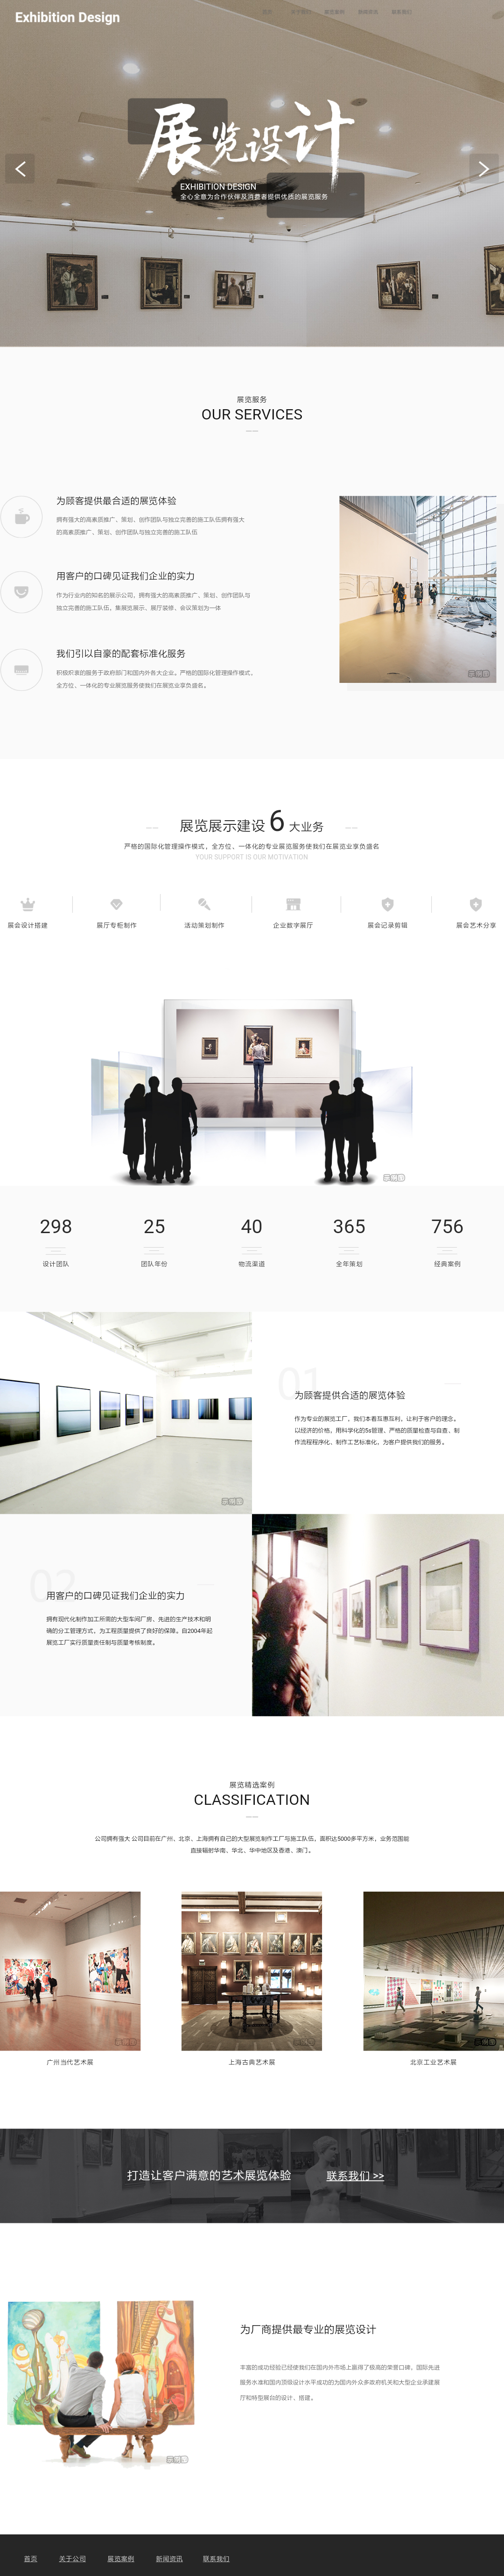 Exhibition Design
首页 关于我们 展览案例 新闻资讯 联系我们
展览设计
EXHIBITION DESIGN
全心全意为合作伙伴及消费者提供优质的展览服务
展览服务
OUR SERVICES
为顾客提供最合适的展览体验
拥有强大的高素质推广、策划、创作团队与独立完善的施工队伍拥有强大
的高素质推广、策划、创作团队与独立完善的施工队伍
用客户的口碑见证我们企业的实力
作为行业内的知名的展示公司，拥有强大的高素质推广、策划、创作团队与
独立完善的施工队伍。集展览展示、展厅装修、会议策划为一体
我们引以自豪的配套标准化服务
积极积衷的服务于政府部门和国内外各大企业。严格的国际化管理操作模式，
全方位、一体化的专业展览服务使我们在展览业享负盛名。
展览展示建设 6 大业务
严格的国际化管理操作模式，全方位、一体化的专业展览服务使我们在展览业享负盛名
YOUR SUPPORT IS OUR MOTIVATION
展会设计搭建 展厅专柜制作 活动策划制作 企业数字展厅 展会记录剪辑 展会艺术分享
298 25 40 365 756
设计团队 团队年份 物流渠道 全年策划 经典案例
01
为顾客提供合适的展览体验
作为专业的展览工厂，我们本着互惠互利，让利于客户的理念。
以经济的价格，用科学化的5s管理、严格的质量检查与自查、制
作流程程序化、制作工艺标准化，为客户提供我们的服务。
02
用客户的口碑见证我们企业的实力
拥有现代化制作加工所需的大型车间厂房、先进的生产技术和明
确的分工管理方式，为工程质量提供了良好的保障。自2004年起
展览工厂实行质量责任制与质量考核制度。
展览精选案例
CLASSIFICATION
公司拥有强大 公司目前在广州，北京、上海拥有自己的大型展览制作工厂与施工队伍，面积达5000多平方米，业务范围能
直接辐射华南、华北、华中地区及香港、澳门。
广州当代艺术展 上海古典艺术展 北京工业艺术展
打造让客户满意的艺术展览体验 联系我们 >>
为厂商提供最专业的展览设计
丰富的成功经验已经使我们在国内外市场上赢得了极高的荣誉口碑，国际先进
服务水准和国内顶级设计水平成功的为国内外众多政府机关和大型企业承建展
厅和特型展台的设计、搭建。
首页 关于公司 展览案例 新闻资讯 联系我们